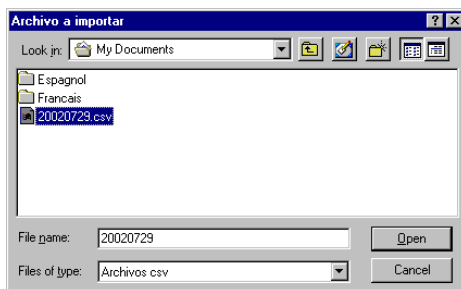 Archivo a importar
Look in: My Documents
Espagnol
Francais
20020729.csv
File name: 20020729 Open
Files of type: Archivos csv Cancel